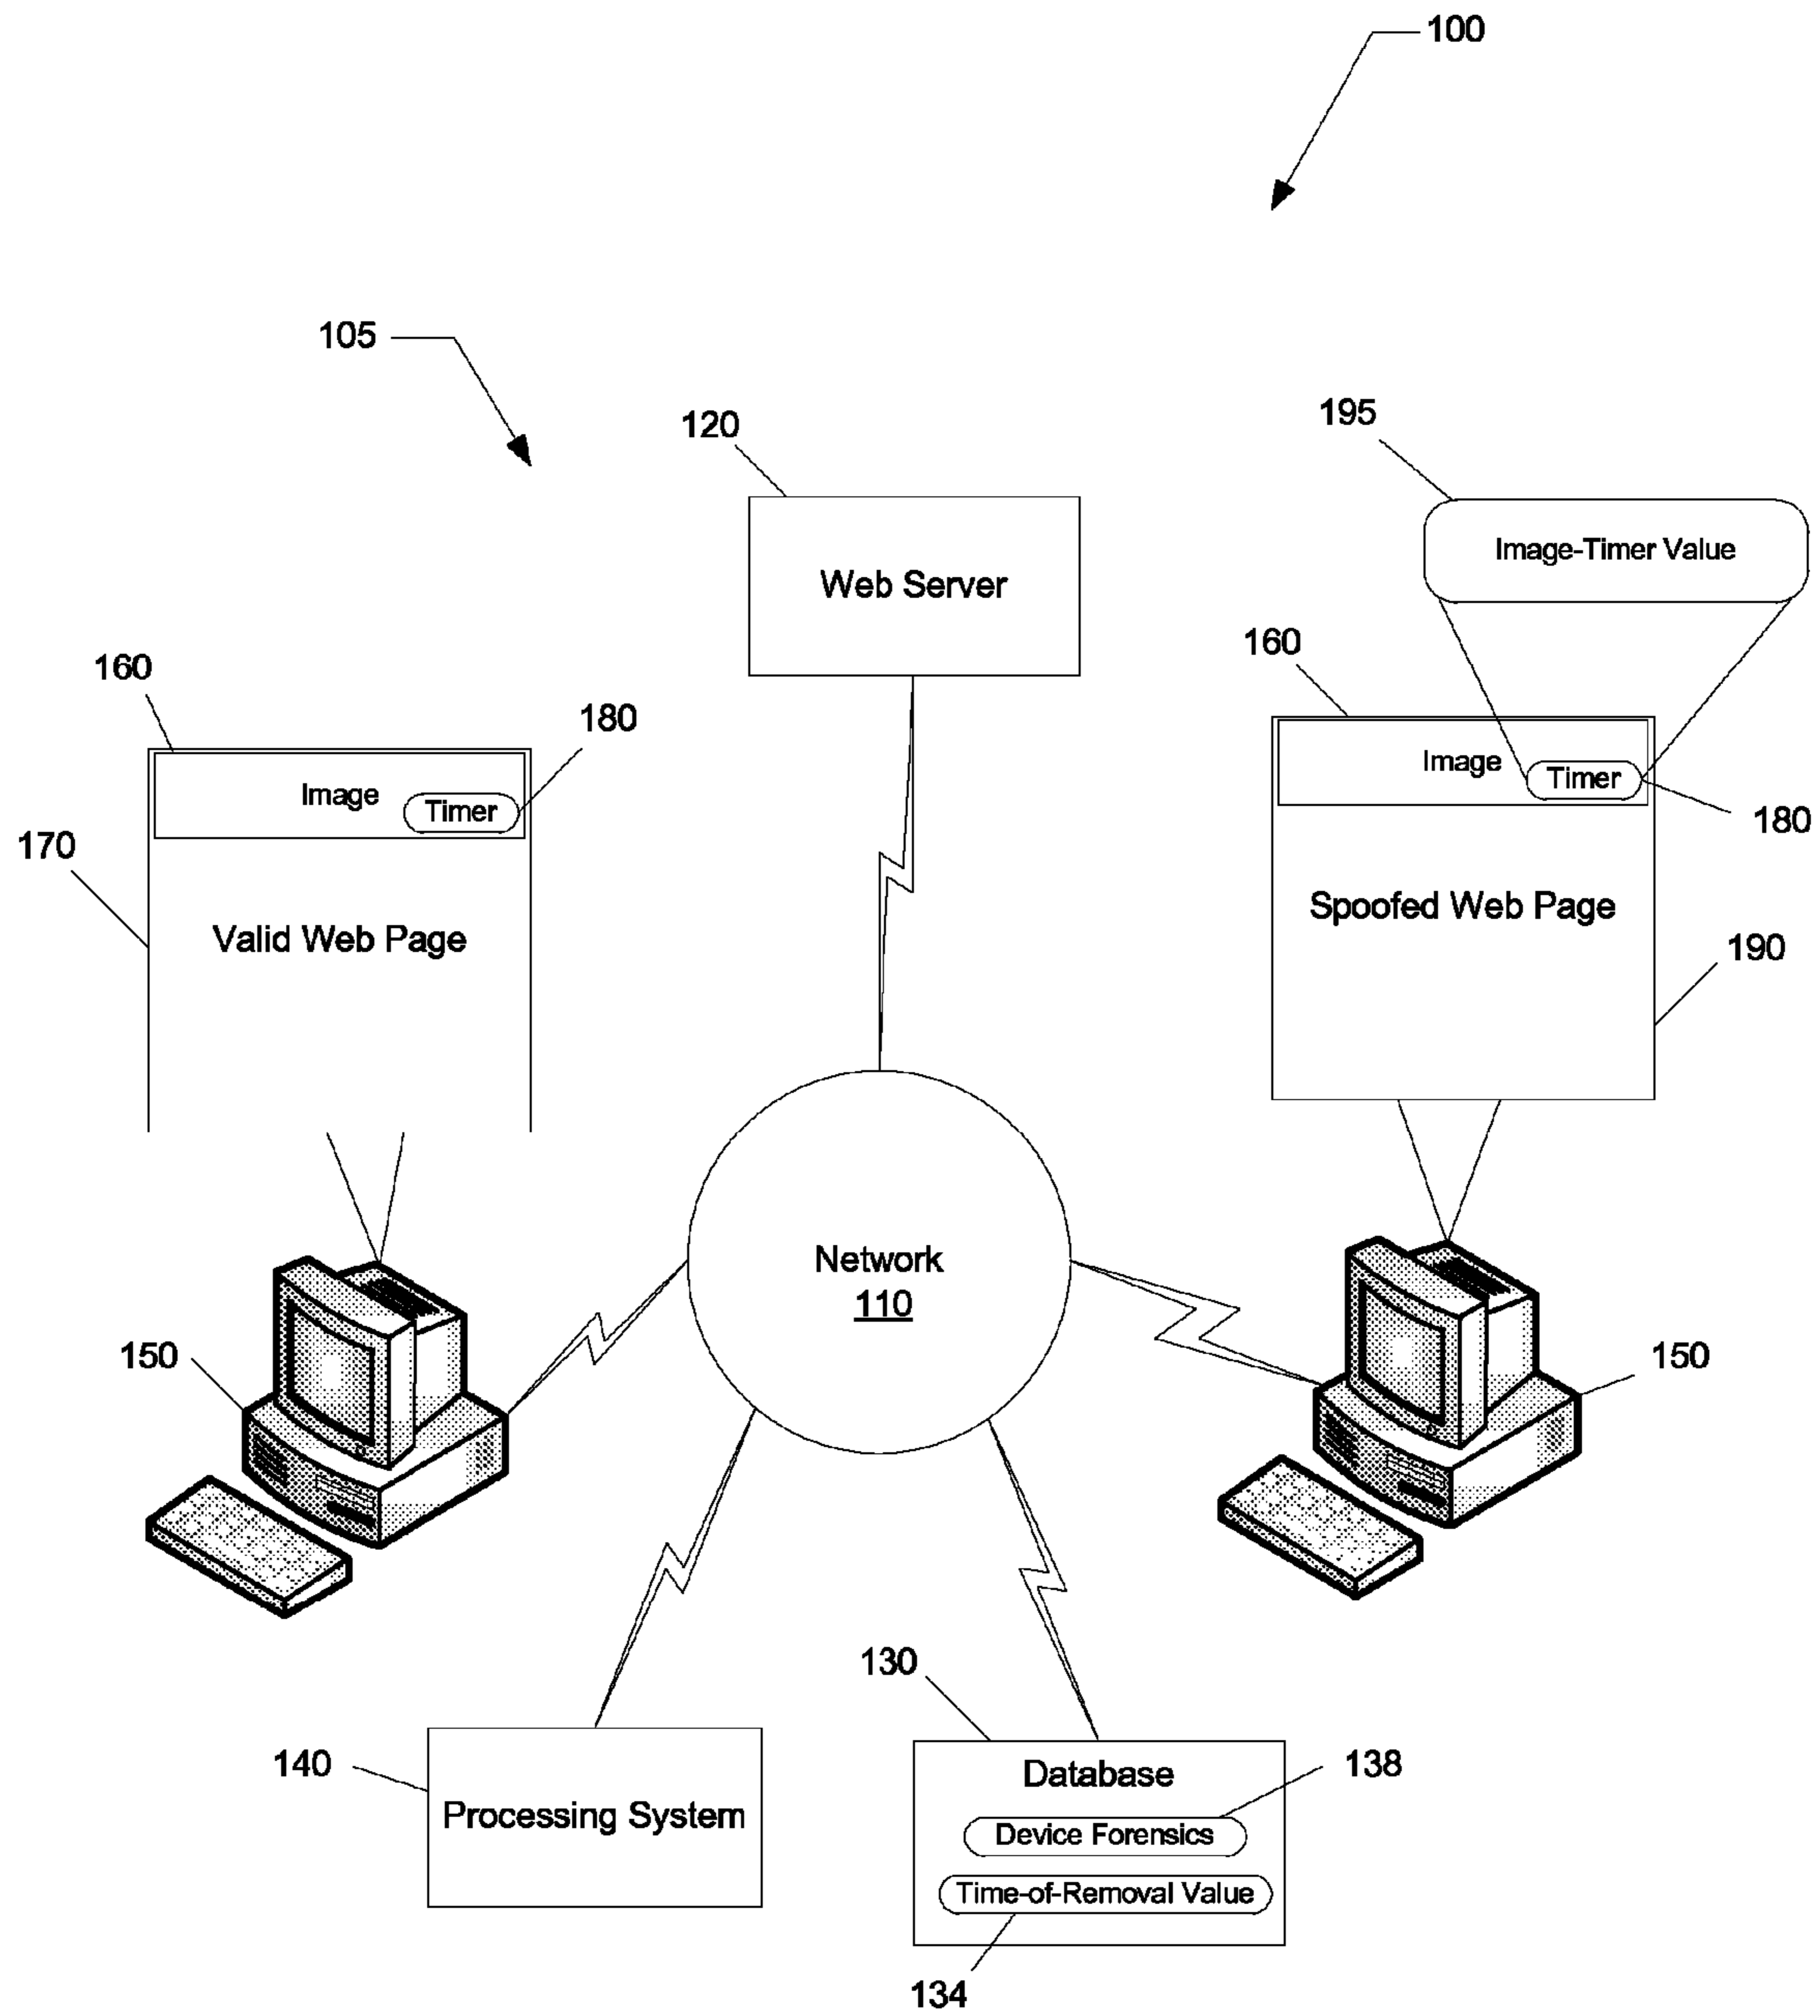 100
105
120
195
Web Server
Image-Timer Value
160
160
180
Image
Timer
Image
Timer
180
170
Valid Web Page
Spoofed Web Page
190
Network
110
150
150
130
140
Processing System
Database
138
Device Forensics
Time-of-Removal Value
134